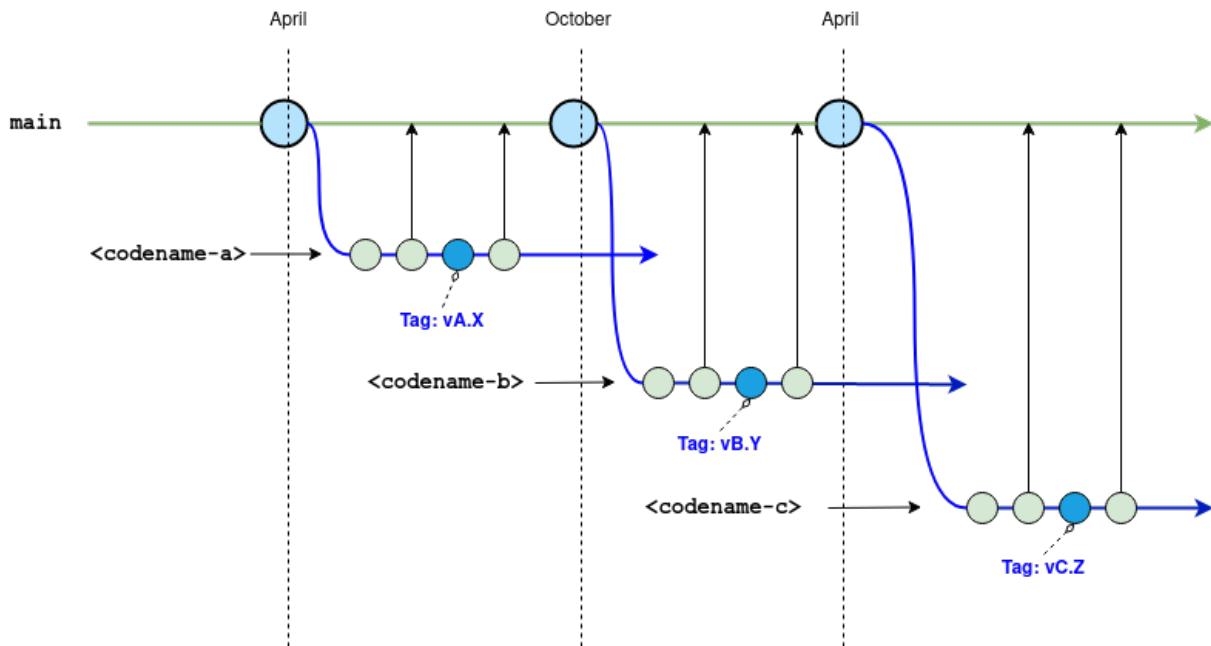 April
October
April
main
<codename-a>
Tag: vA.X
<codename-b>
Tag: vB.Y
<codename-c>
Tag: vC.Z